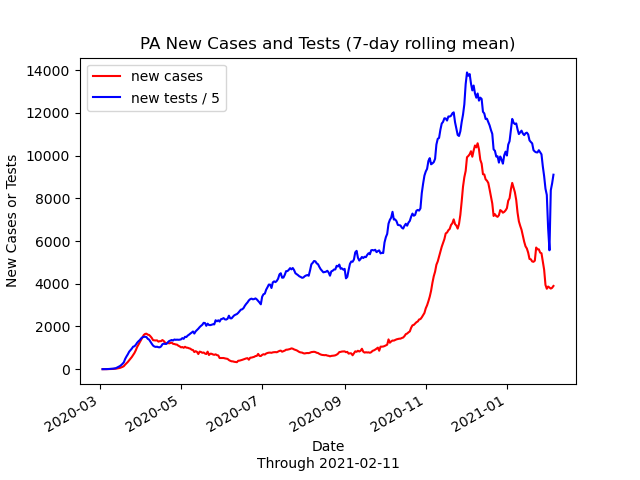 PA New Cases and Tests (7-day rolling mean)
new cases
new tests / 5
14000
12000
10000
8000
6000
4000
2000
0
New Cases or Tests
2020-03
2020-05
2020-07
2020-09
2020-11
2021-01
Date
Through 2021-02-11